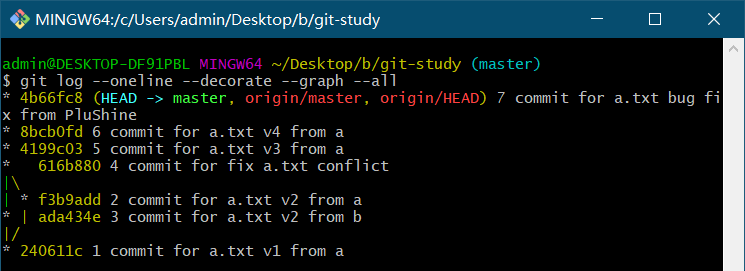 MINGW64:/c/Users/admin/Desktop/b/git-study
admin@DESKTOP-DF91PBL MINGW64 ~/Desktop/b/git-study (master)
$ git log --oneline --decorate --graph --all
* 4b66fc8 (HEAD -> master, origin/master, origin/HEAD) 7 commit for a.txt bug fi
x from PluShine
* 8bcb0fd 6 commit for a.txt v4 from a
* 4199c03 5 commit for a.txt v3 from a
*   616b880 4 commit for fix a.txt conflict
|\
| * f3b9add 2 commit for a.txt v2 from a
* | ada434e 3 commit for a.txt v2 from b
|/
* 240611c 1 commit for a.txt v1 from a